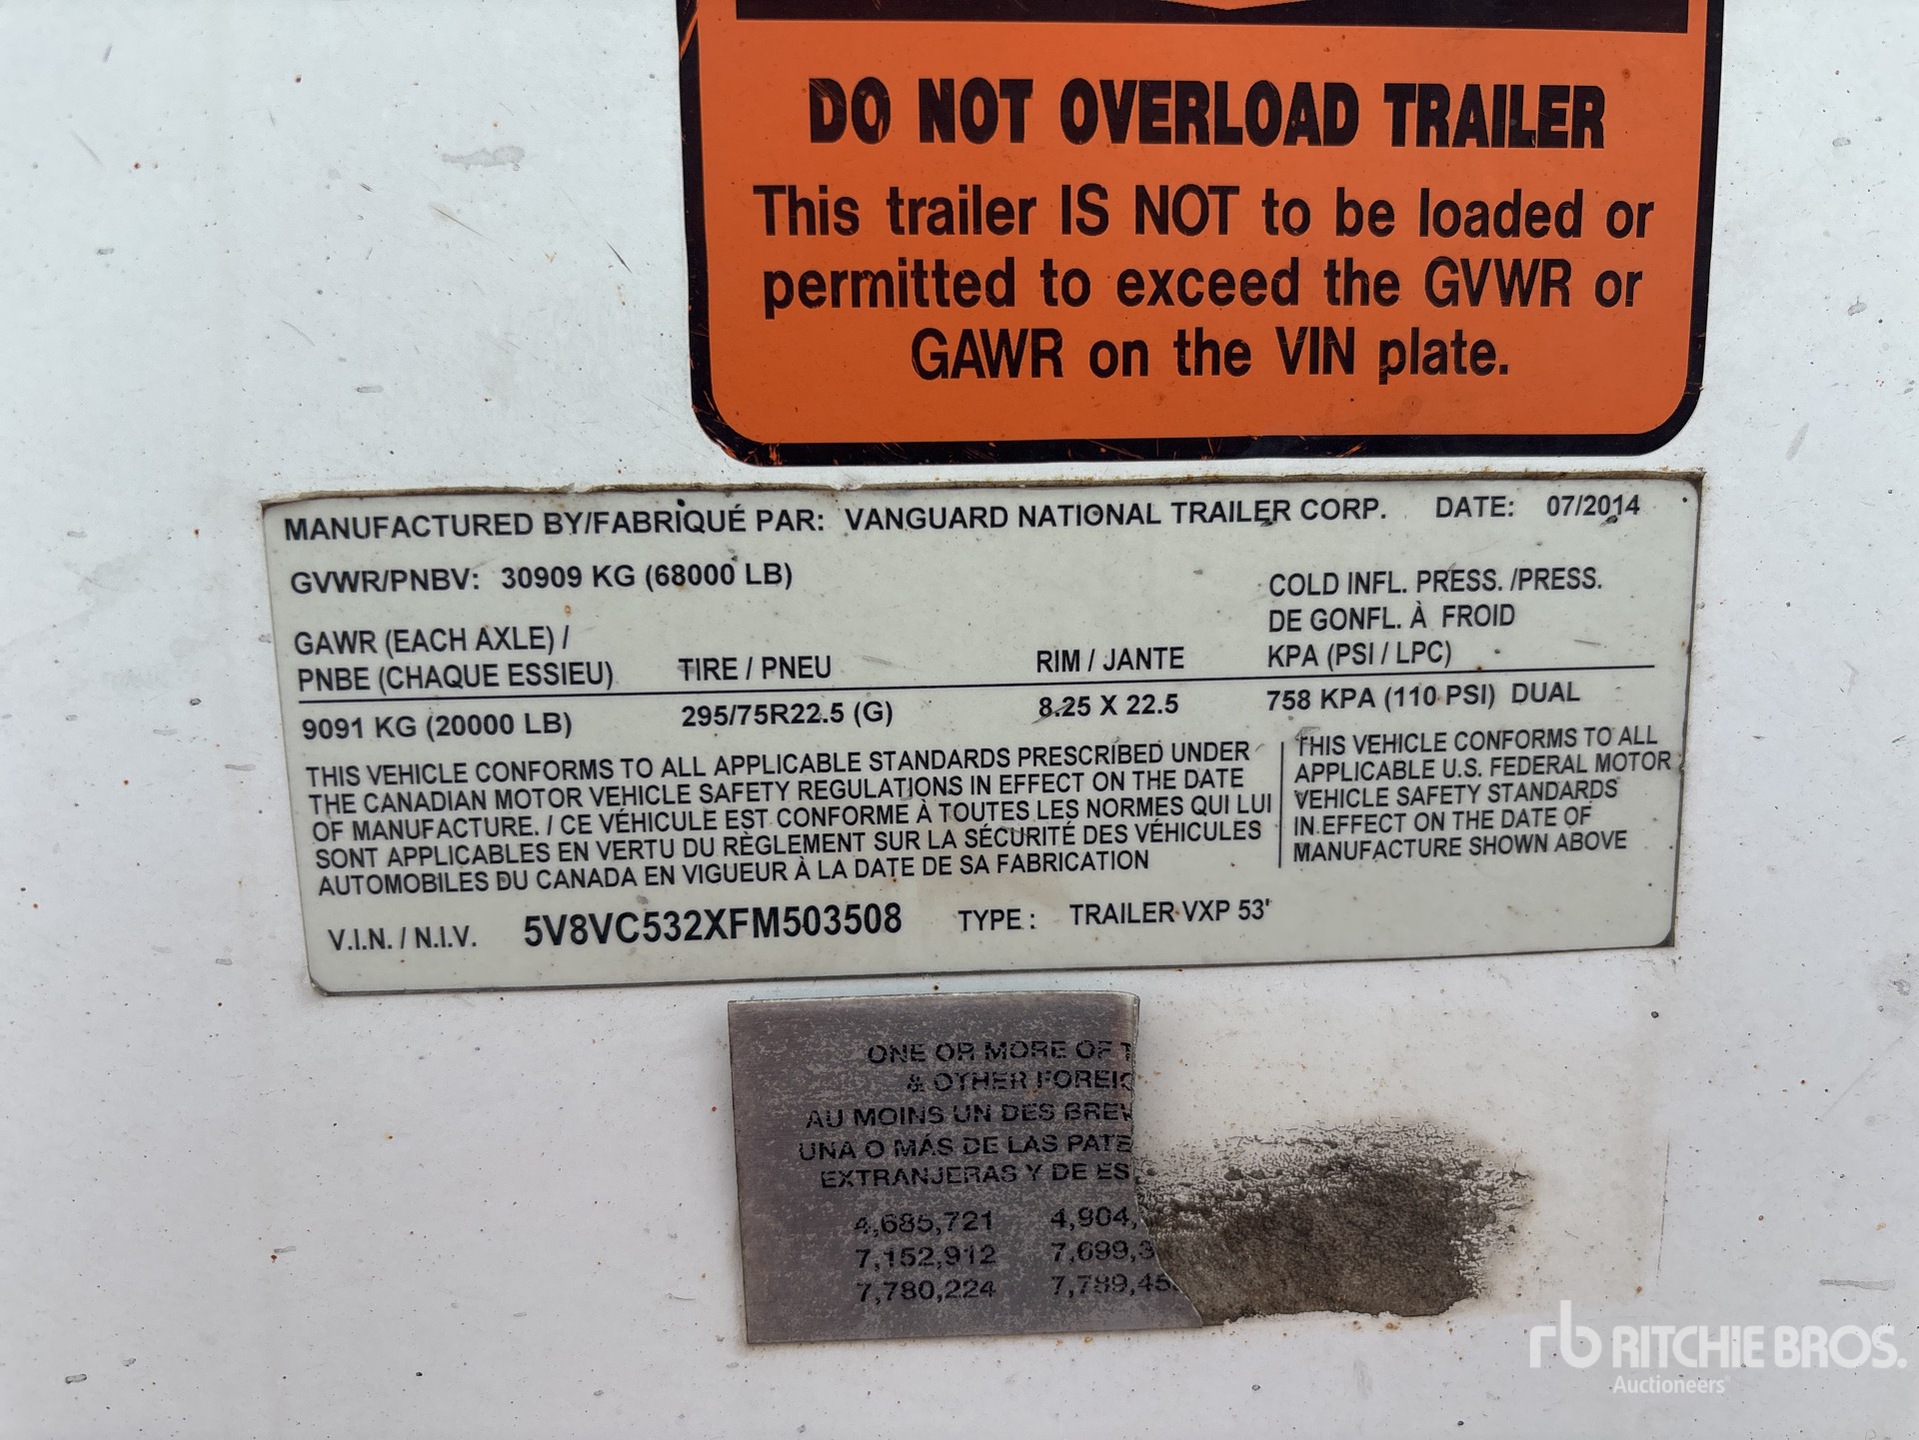 DO NOT OVERLOAD TRAILER
This trailer IS NOT to be loaded or
permitted to exceed the GVWR or
GAWR on the VIN plate.
MANUFACTURED BY/FABRIQUÉ PAR: VANGUARD NATIONAL TRAILER CORP. DATE: 07/2014
GVWR/PNBV: 30909 KG (68000 LB)
COLD INFL. PRESS. /PRESS.
DE GONFL. À FROID
KPA (PSI / LPC)
GAWR (EACH AXLE) /
PNBE (CHAQUE ESSIEU) TIRE / PNEU RIM / JANTE
9091 KG (20000 LB) 295/75R22.5 (G) 8.25 X 22.5 758 KPA (110 PSI) DUAL
THIS VEHICLE CONFORMS TO ALL APPLICABLE STANDARDS PRESCRIBED UNDER
THE CANADIAN MOTOR VEHICLE SAFETY REGULATIONS IN EFFECT ON THE DATE
OF MANUFACTURE. / CE VÉHICULE EST CONFORME À TOUTES LES NORMES QUI LUI
SONT APPLICABLES EN VERTU DU RÈGLEMENT SUR LA SÉCURITÉ DES VÉHICULES
AUTOMOBILES DU CANADA EN VIGUEUR À LA DATE DE SA FABRICATION
THIS VEHICLE CONFORMS TO ALL
APPLICABLE U.S. FEDERAL MOTOR
VEHICLE SAFETY STANDARDS
IN EFFECT ON THE DATE OF
MANUFACTURE SHOWN ABOVE
V.I.N. / N.I.V. 5V8VC532XFM503508 TYPE : TRAILER VXP 53'
ONE OR MORE OF
& OTHER
AU MOINS UN DES
UNA O MÁS DE LAS
EXTRANJERAS Y DE
4,685,721 4,904,
7,152,912 7,699,
7,780,224 7,789,
rb RITCHIE BROS.
Auctioneers